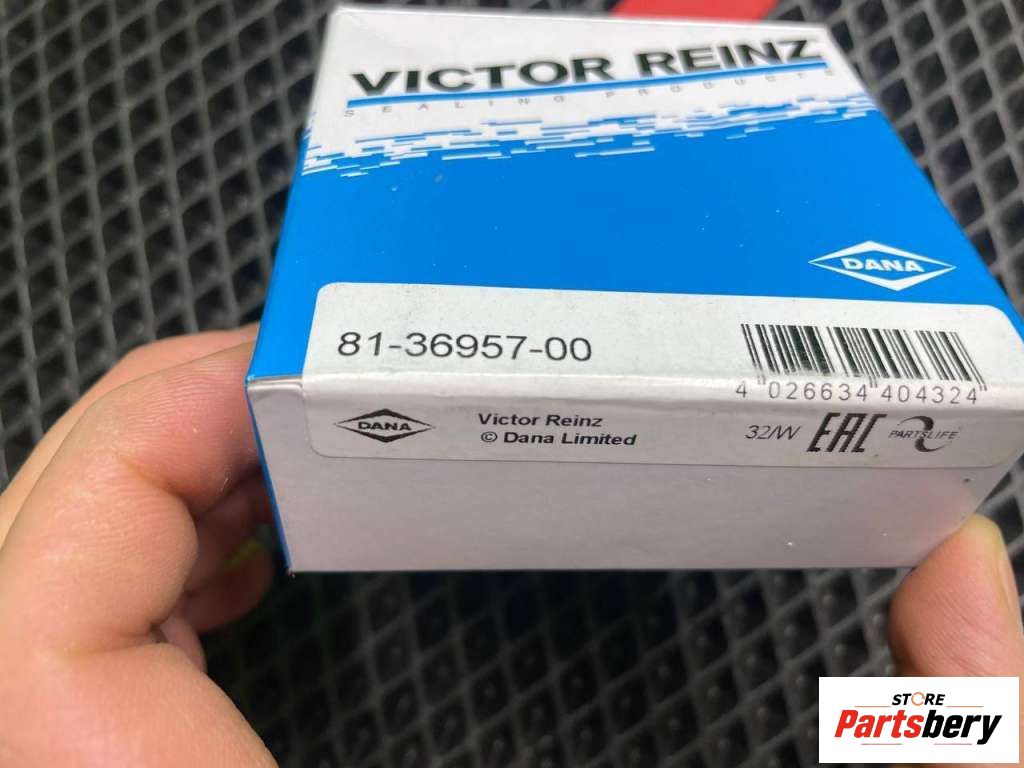 VICTOR REINZ
SEALING PRODUCTS
DANA
81-36957-00
4 026634 404324
DANA
Victor Reinz
© Dana Limited
32/W
EAC
PARTSLIFE
STORE
Partsbery